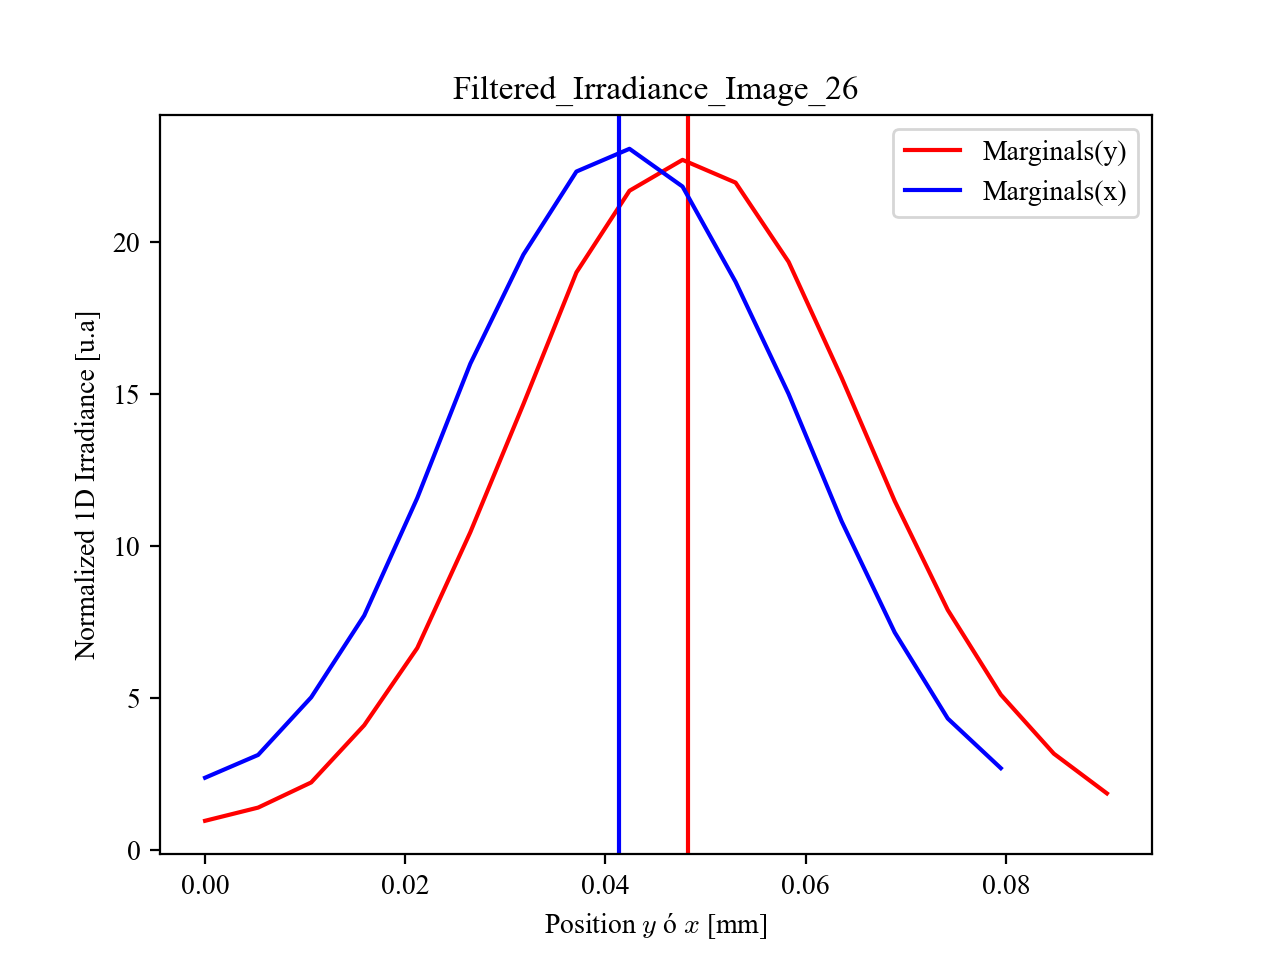 Filtered_Irradiance_Image_26
Marginals(y)
Marginals(x)
Normalized 1D Irradiance [u.a]
20
15
10
5
0
0.00 0.02 0.04 0.06 0.08
Position y ó x [mm]